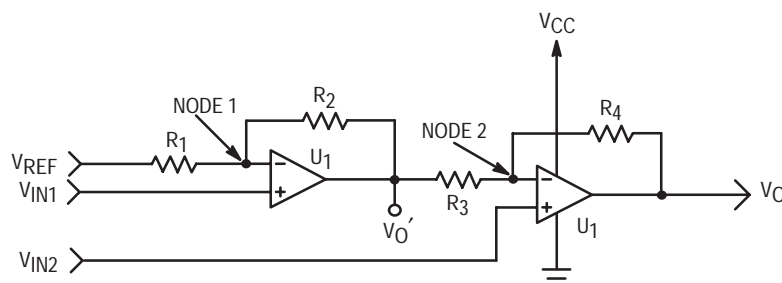 VCC
NODE 1
R2
R4
R1
NODE 2
VREF
U1
−
+
VIN1
R3
−
+
VO
VO′
U1
VIN2